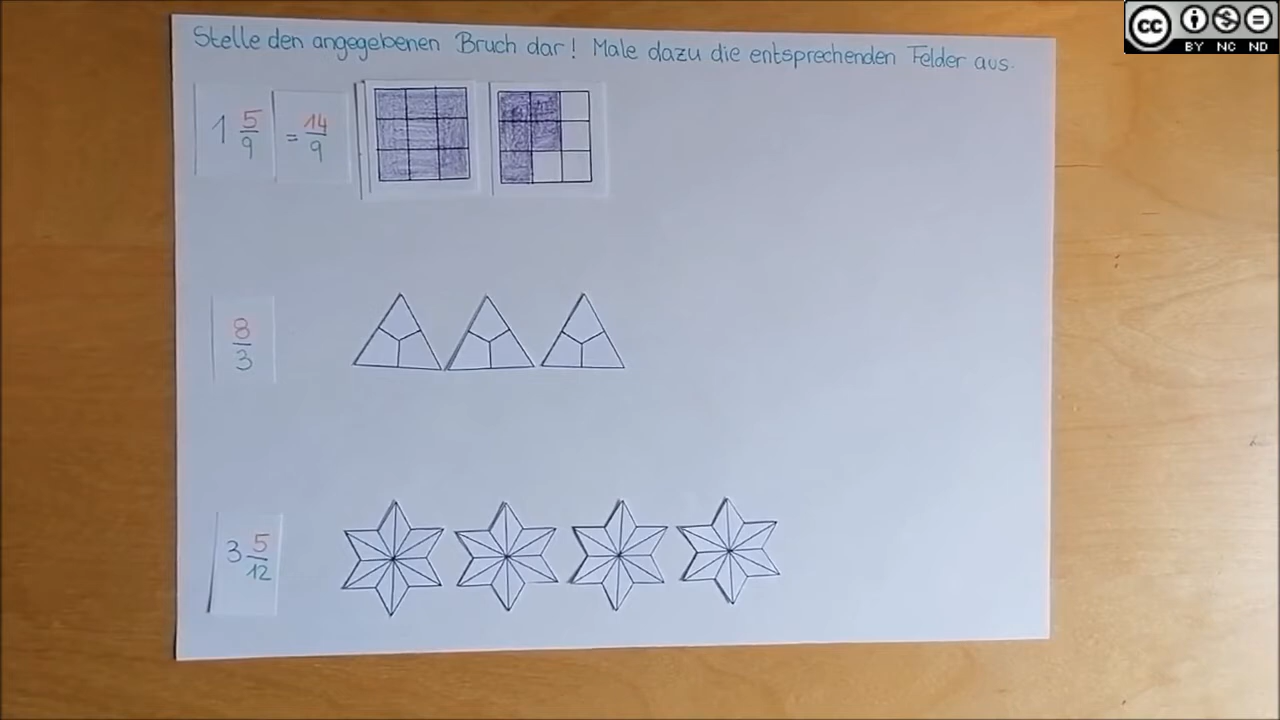 Stelle den angegebenen Bruch dar! Male dazu die entsprechenden Felder aus.
1 5/9 = 14/9
8/3
3 5/12
cc
BY NC ND